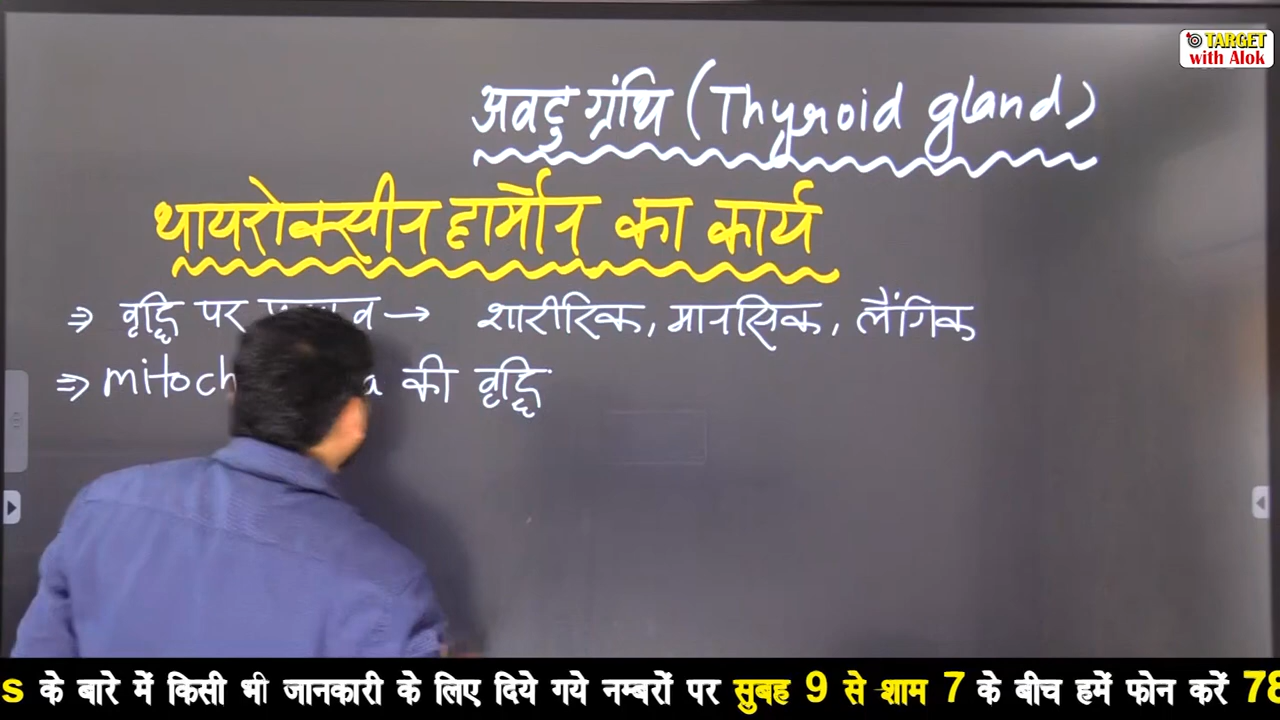 TARGET
with Alok
अवटु ग्रंथि (Thyroid gland)
थायरोक्सीन हार्मोन का कार्य
⇒ वृद्धि पर → शारीरिक, मानसिक, लैंगिक
⇒ की वृद्धि
s के बारे में किसी भी जानकारी के लिए दिये गये नम्बरों पर सुबह 9 से शाम 7 के बीच हमें फोन करें 78